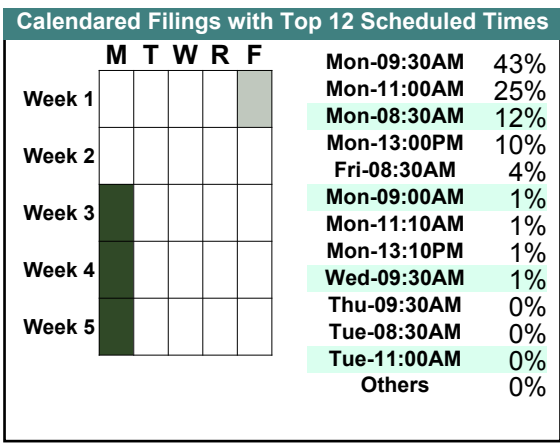 Calendared Filings with Top 12 Scheduled Times
M T W R F
Week 1
Week 2
Week 3
Week 4
Week 5
Mon-09:30AM 43%
Mon-11:00AM 25%
Mon-08:30AM 12%
Mon-13:00PM 10%
Fri-08:30AM 4%
Mon-09:00AM 1%
Mon-11:10AM 1%
Mon-13:10PM 1%
Wed-09:30AM 1%
Thu-09:30AM 0%
Tue-08:30AM 0%
Tue-11:00AM 0%
Others 0%